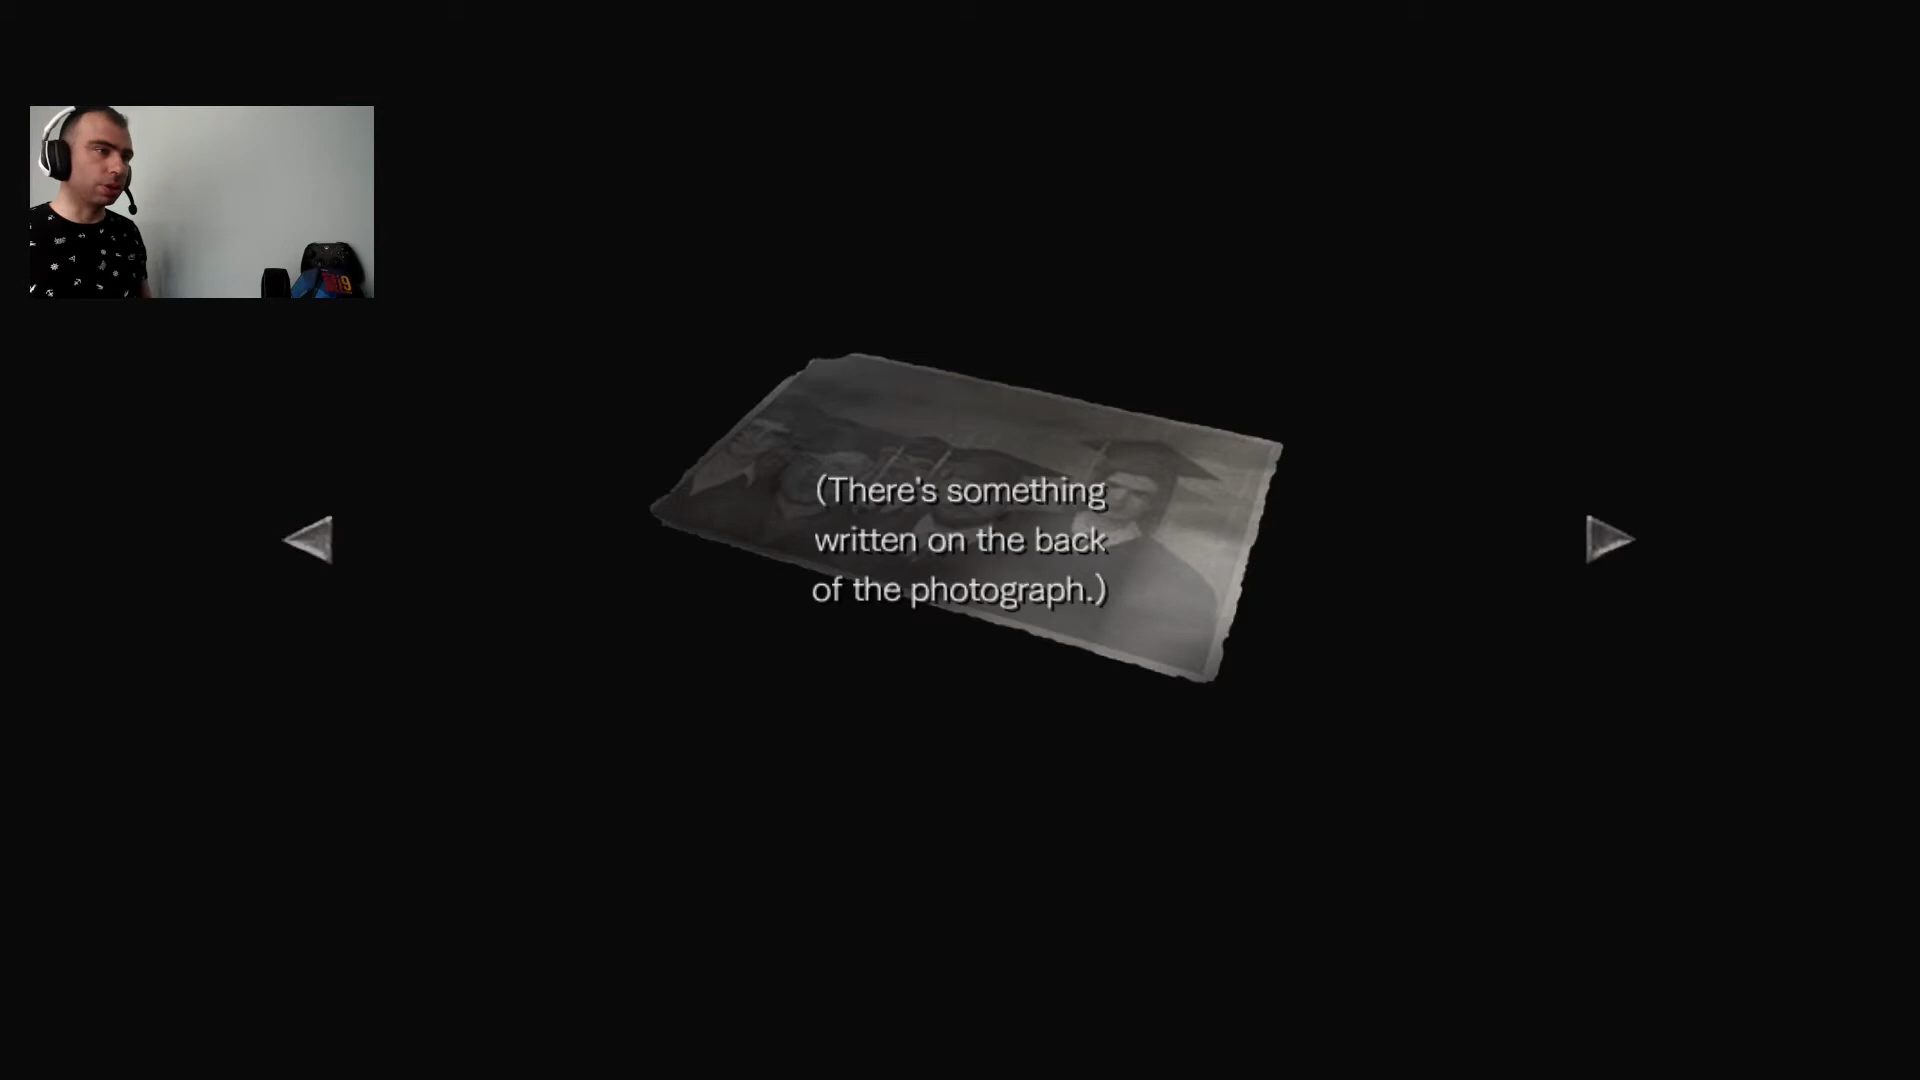 (There's something
written on the back
of the photograph.)